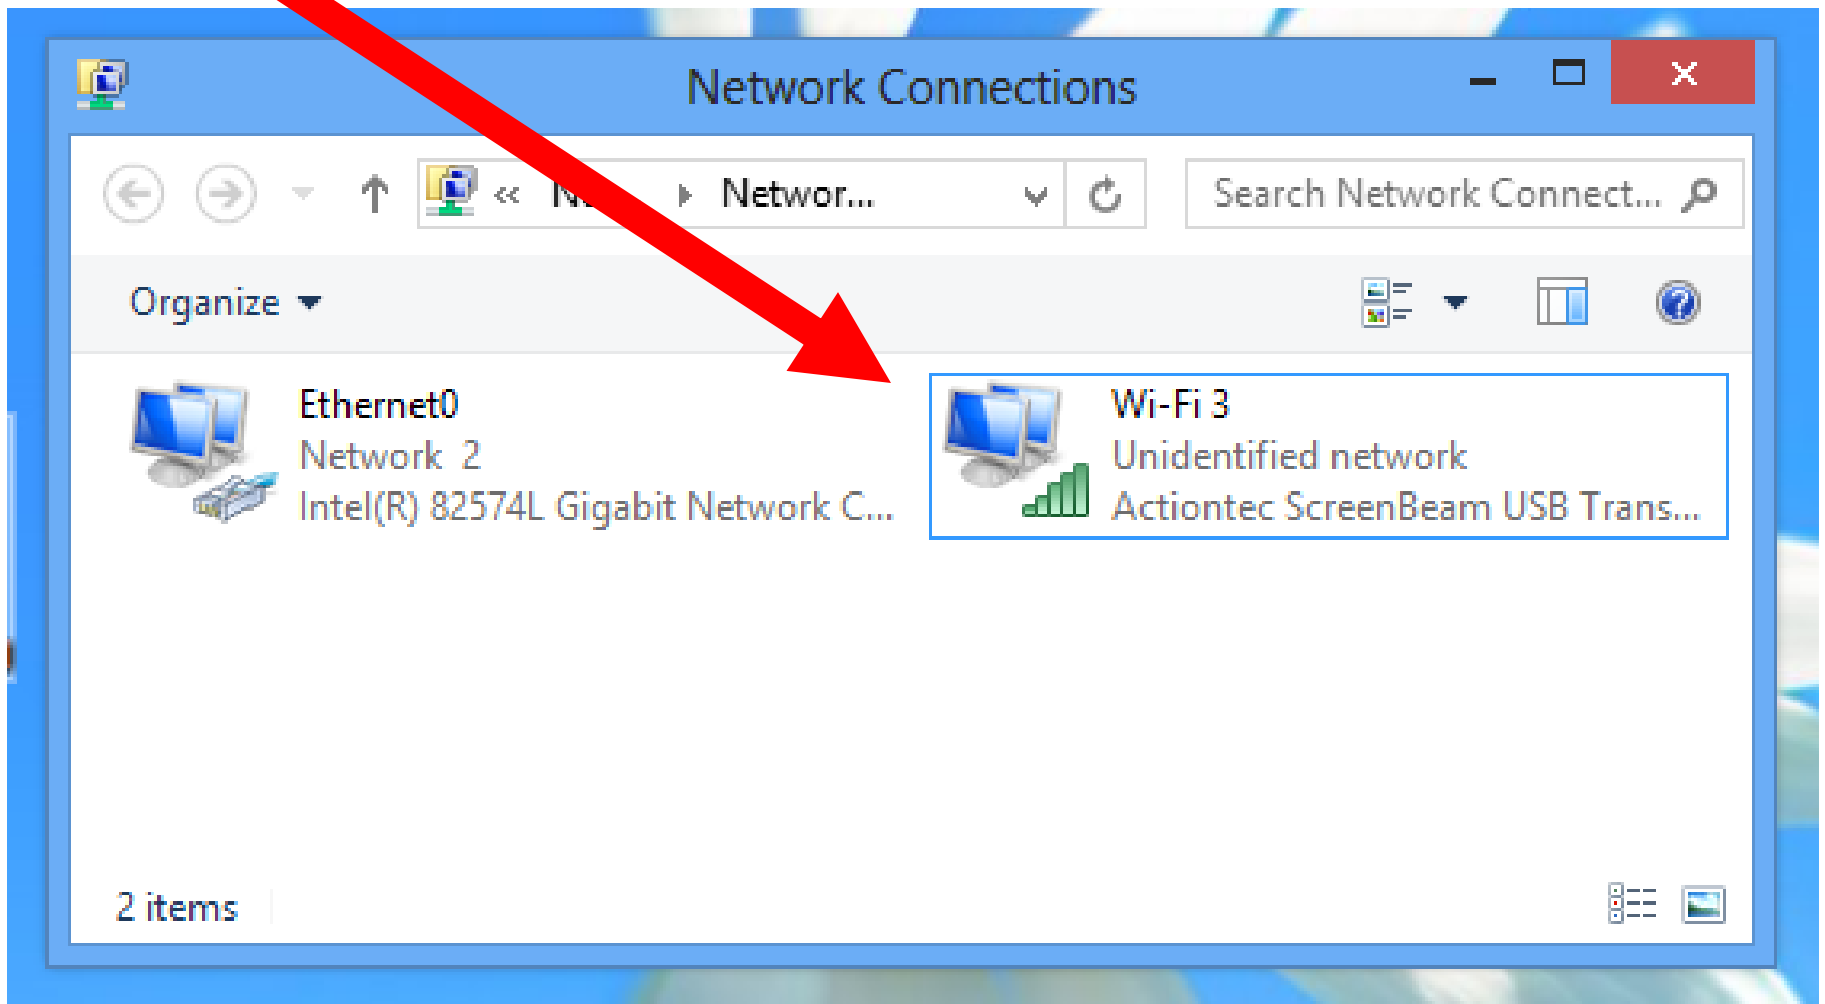 Network Connections
« Networ...
Search Network Connect...
Organize
Ethernet0
Network 2
Intel(R) 82574L Gigabit Network C...
Wi-Fi 3
Unidentified network
Actiontec ScreenBeam USB Trans...
2 items